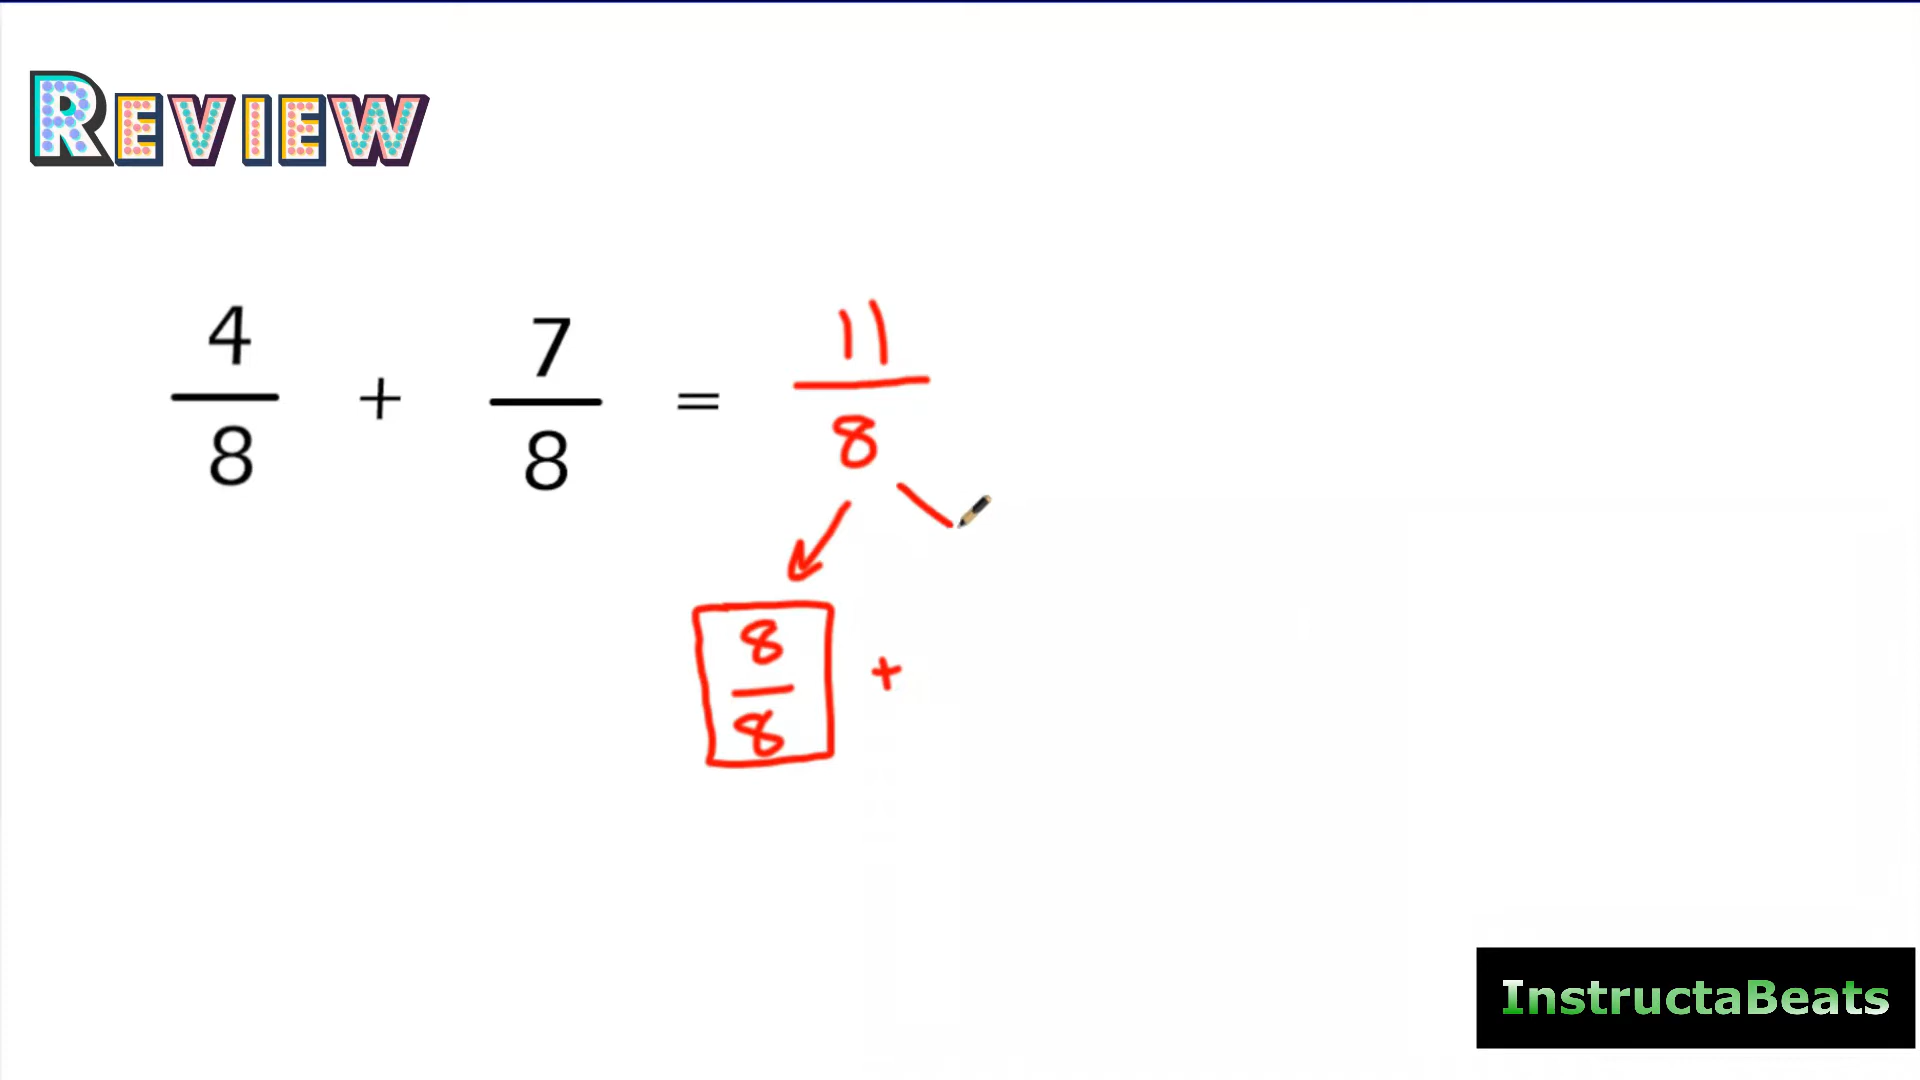 REVIEW
4/8 + 7/8 = 11/8
8/8 +
InstructaBeats